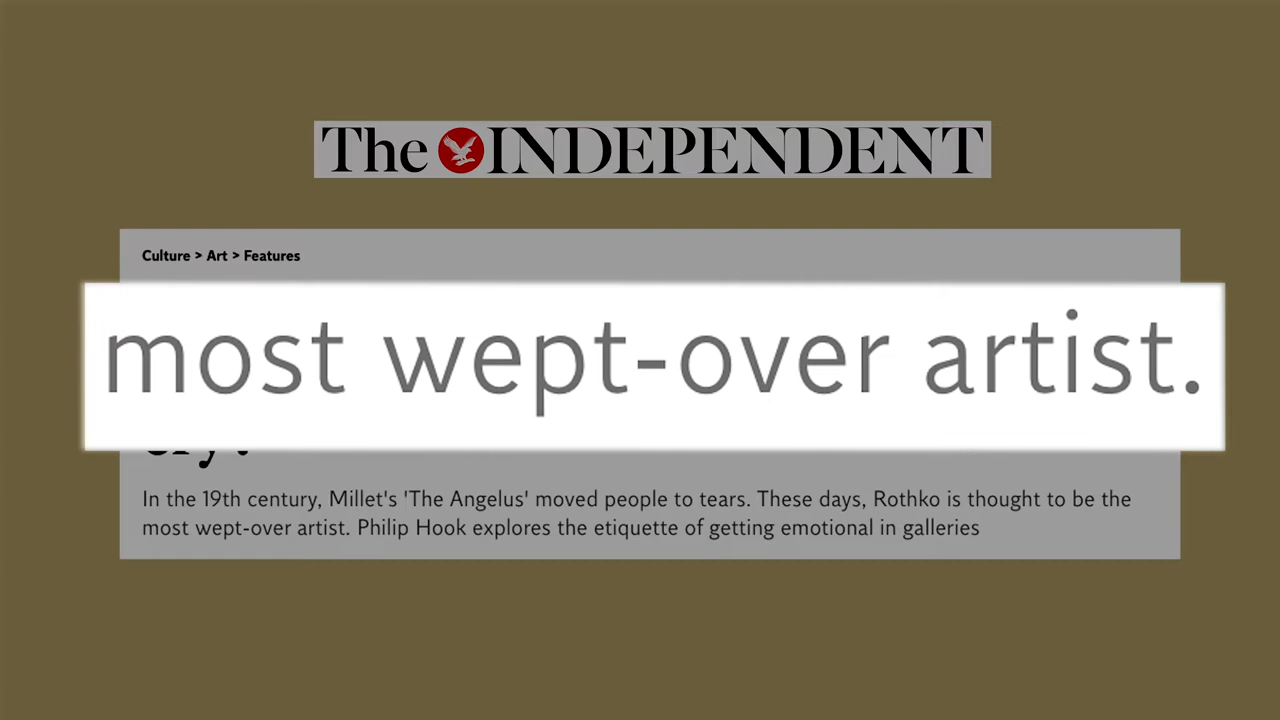 The INDEPENDENT
Culture > Art > Features
most wept-over artist.
In the 19th century, Millet's 'The Angelus' moved people to tears. These days, Rothko is thought to be the
most wept-over artist. Philip Hook explores the etiquette of getting emotional in galleries